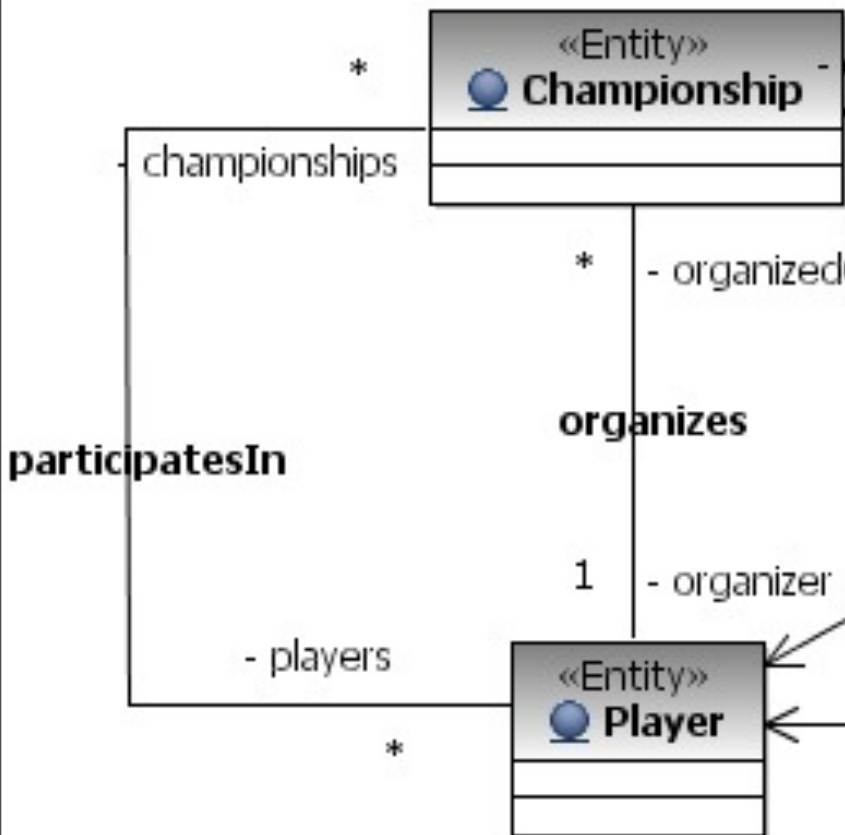 «Entity»
Championship
*
- championships
*
- organized
organizes
participatesIn
1
- organizer
- players
*
«Entity»
Player